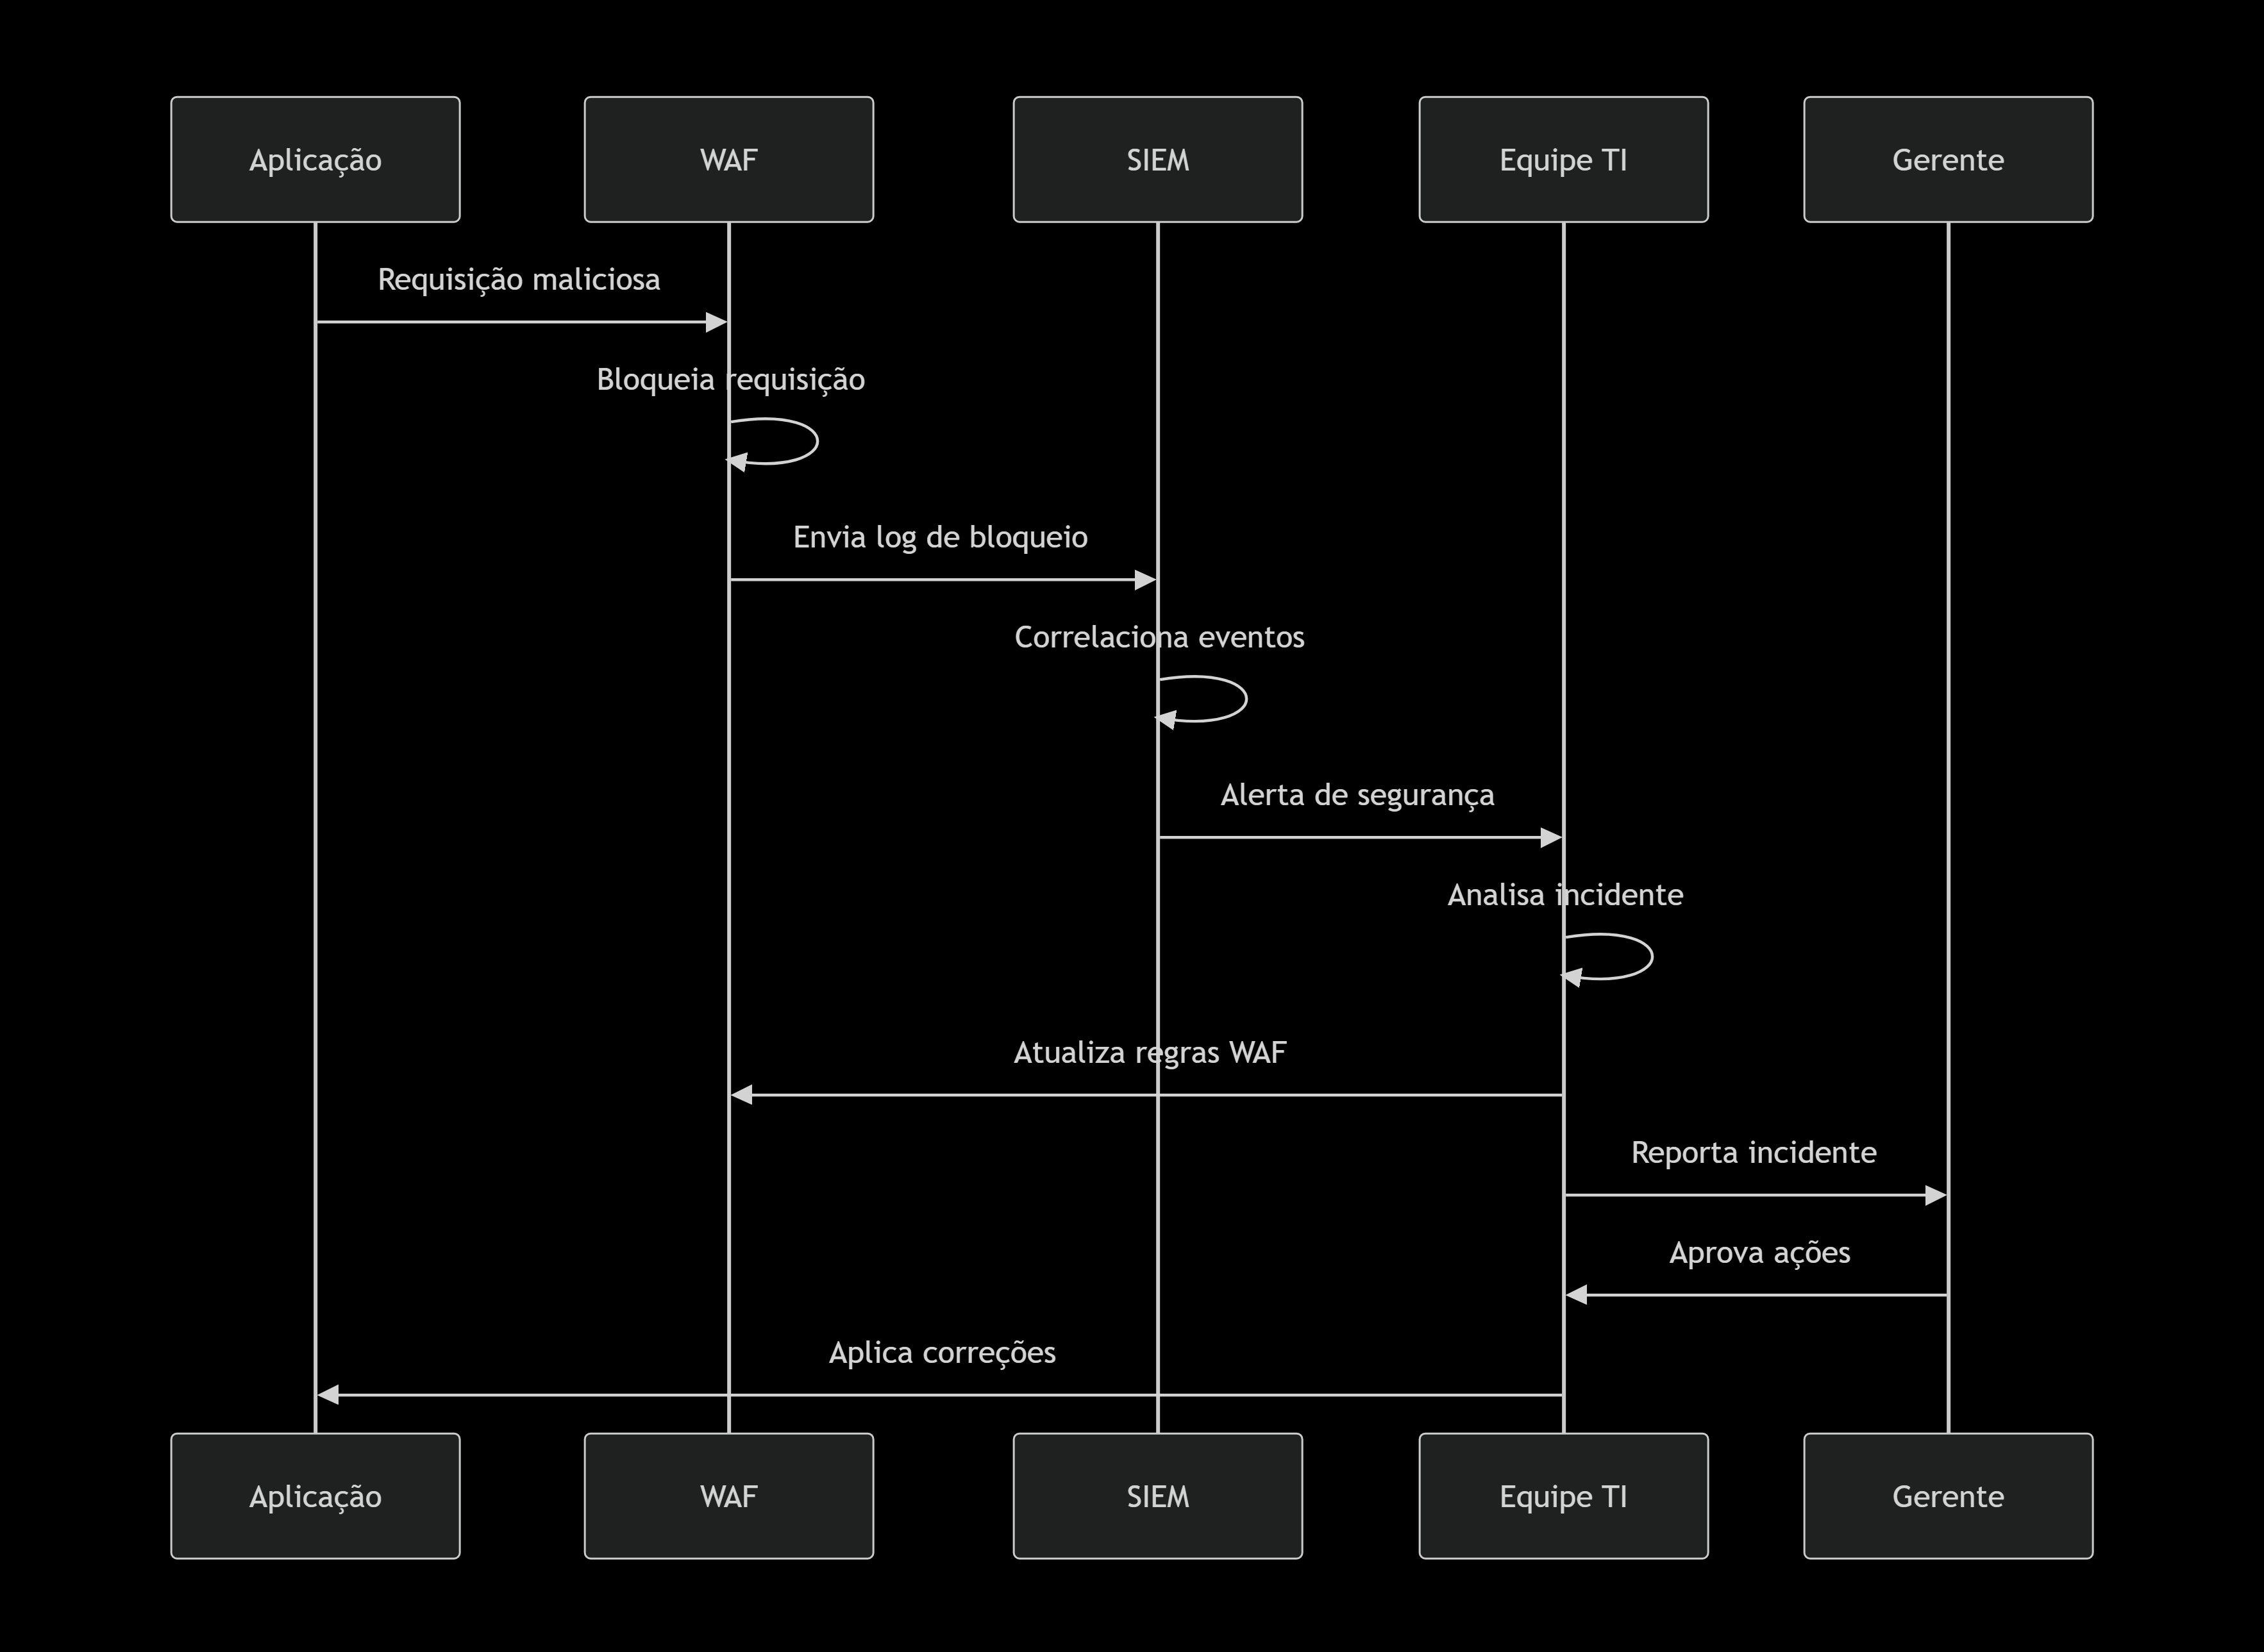 Aplicação
WAF
SIEM
Equipe TI
Gerente
Requisição maliciosa
Bloqueia requisição
Envia log de bloqueio
Correlaciona eventos
Alerta de segurança
Analisa incidente
Atualiza regras WAF
Reporta incidente
Aprova ações
Aplica correções
Aplicação
WAF
SIEM
Equipe TI
Gerente